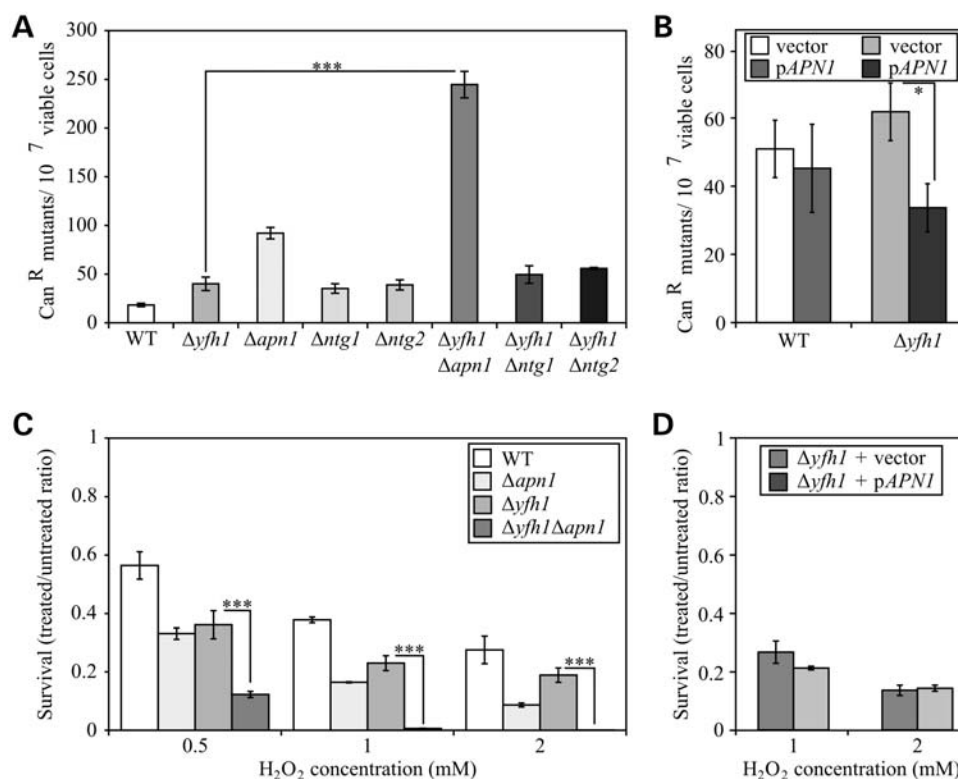 A
Can R mutants/ 10 7 viable cells
300
250
200
150
100
50
0
***
WT
Δyfh1
Δapn1
Δntg1
Δntg2
Δyfh1 Δapn1
Δyfh1 Δntg1
Δyfh1 Δntg2
B
Can R mutants/ 10 7 viable cells
80
60
40
20
0
vector
pAPN1
vector
pAPN1
*
WT
Δyfh1
C
Survival (treated/untreated ratio)
1
0.8
0.6
0.4
0.2
0
WT
Δapn1
Δyfh1
Δyfh1Δapn1
***
***
***
0.5
1
2
H2O2 concentration (mM)
D
Survival (treated/untreated ratio)
1
0.8
0.6
0.4
0.2
0
Δyfh1 + vector
Δyfh1 + pAPN1
1
2
H2O2 concentration (mM)